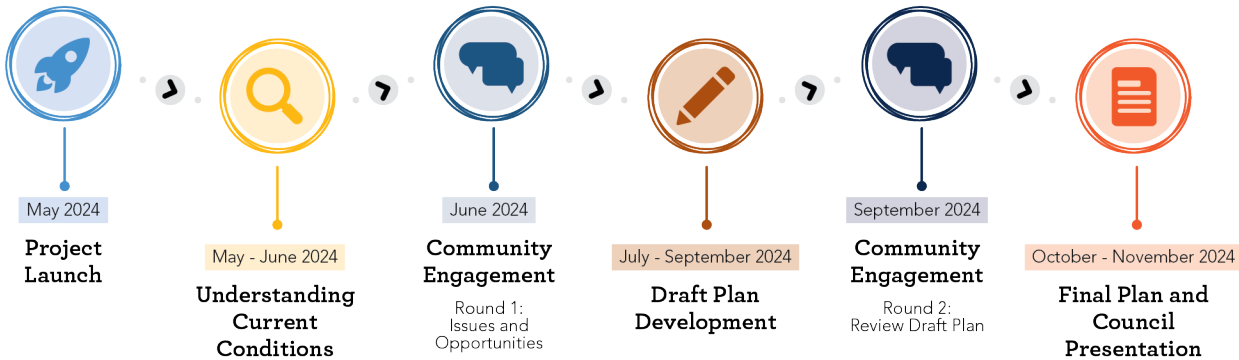 May 2024
Project
Launch
May - June 2024
Understanding
Current
Conditions
June 2024
Community
Engagement
Round 1:
Issues and
Opportunities
July - September 2024
Draft Plan
Development
September 2024
Community
Engagement
Round 2:
Review Draft Plan
October - November 2024
Final Plan and
Council
Presentation